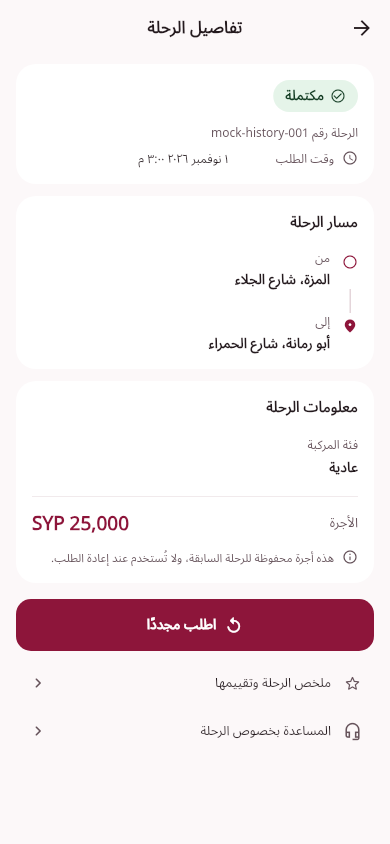 تفاصيل الرحلة
مكتملة
الرحلة رقم mock-history-001
وقت الطلب ١ نوفمبر ٢٠٢٦ ٣:٠٠ م
مسار الرحلة
من
المزة، شارع الجلاء
إلى
أبو رمانة، شارع الحمراء
معلومات الرحلة
فئة المركبة
عادية
الأجرة SYP 25,000
هذه أجرة محفوظة للرحلة السابقة، ولا تُستخدم عند إعادة الطلب.
اطلب مجددًا
ملخص الرحلة وتقييمها
المساعدة بخصوص الرحلة